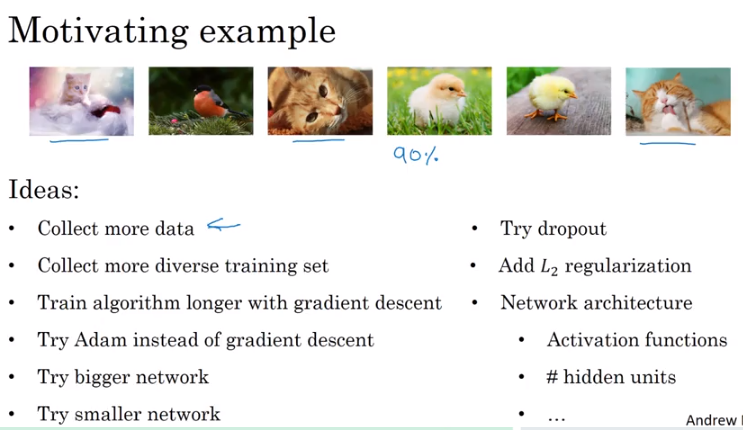 Motivating example
90%
Ideas:
• Collect more data
• Collect more diverse training set
• Train algorithm longer with gradient descent
• Try Adam instead of gradient descent
• Try bigger network
• Try smaller network
• Try dropout
• Add L₂ regularization
• Network architecture
• Activation functions
• # hidden units
• ...
Andrew